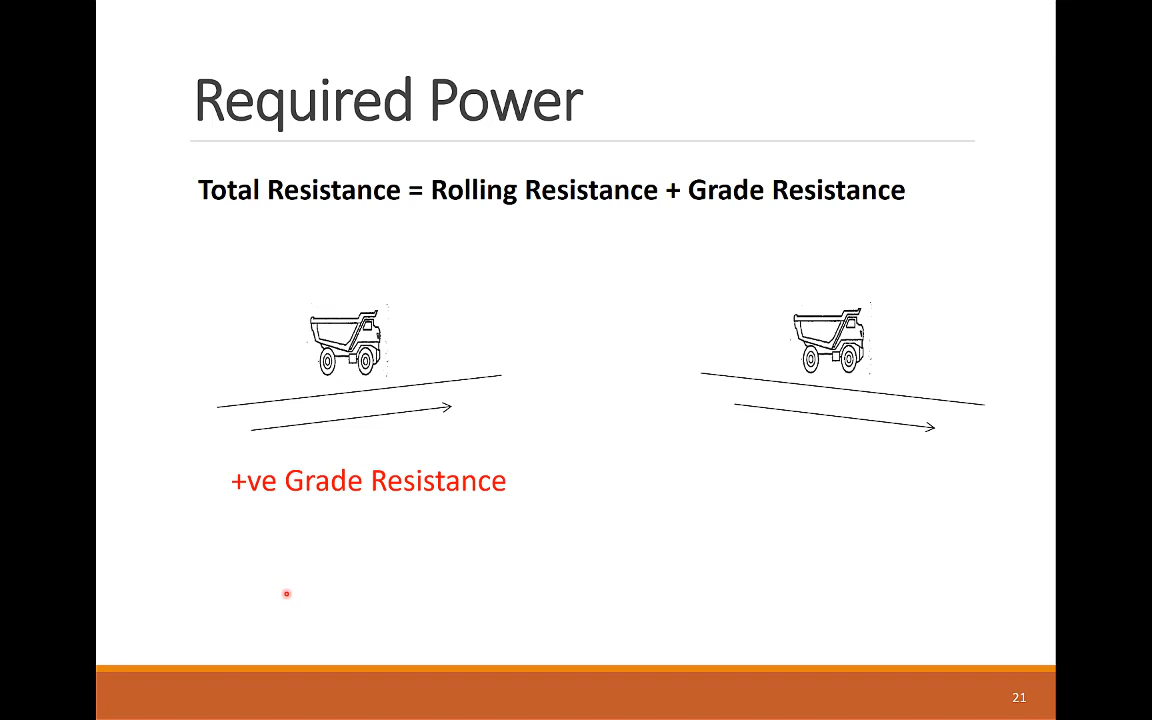 Required Power
Total Resistance = Rolling Resistance + Grade Resistance
+ve Grade Resistance
21